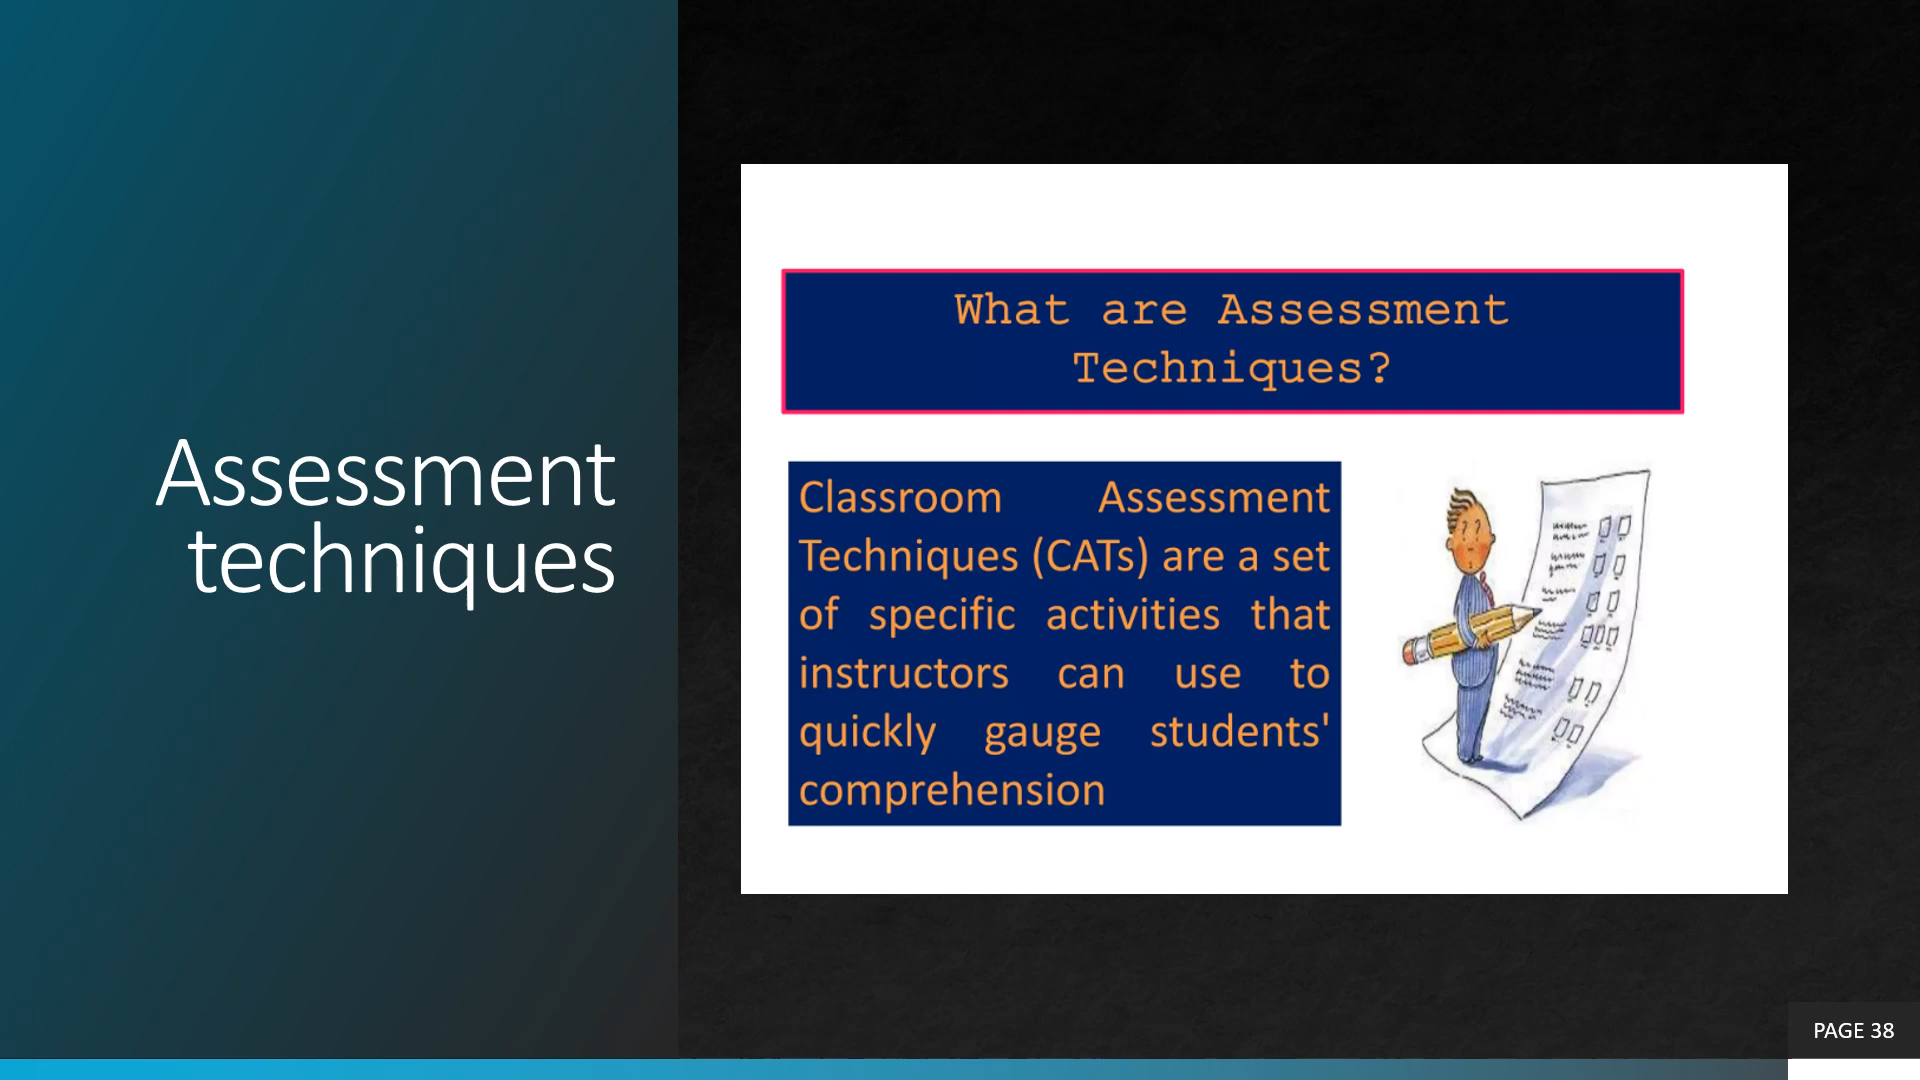 Assessment
techniques
What are Assessment
Techniques?
Classroom Assessment
Techniques (CATs) are a set
of specific activities that
instructors can use to
quickly gauge students'
comprehension
PAGE 38